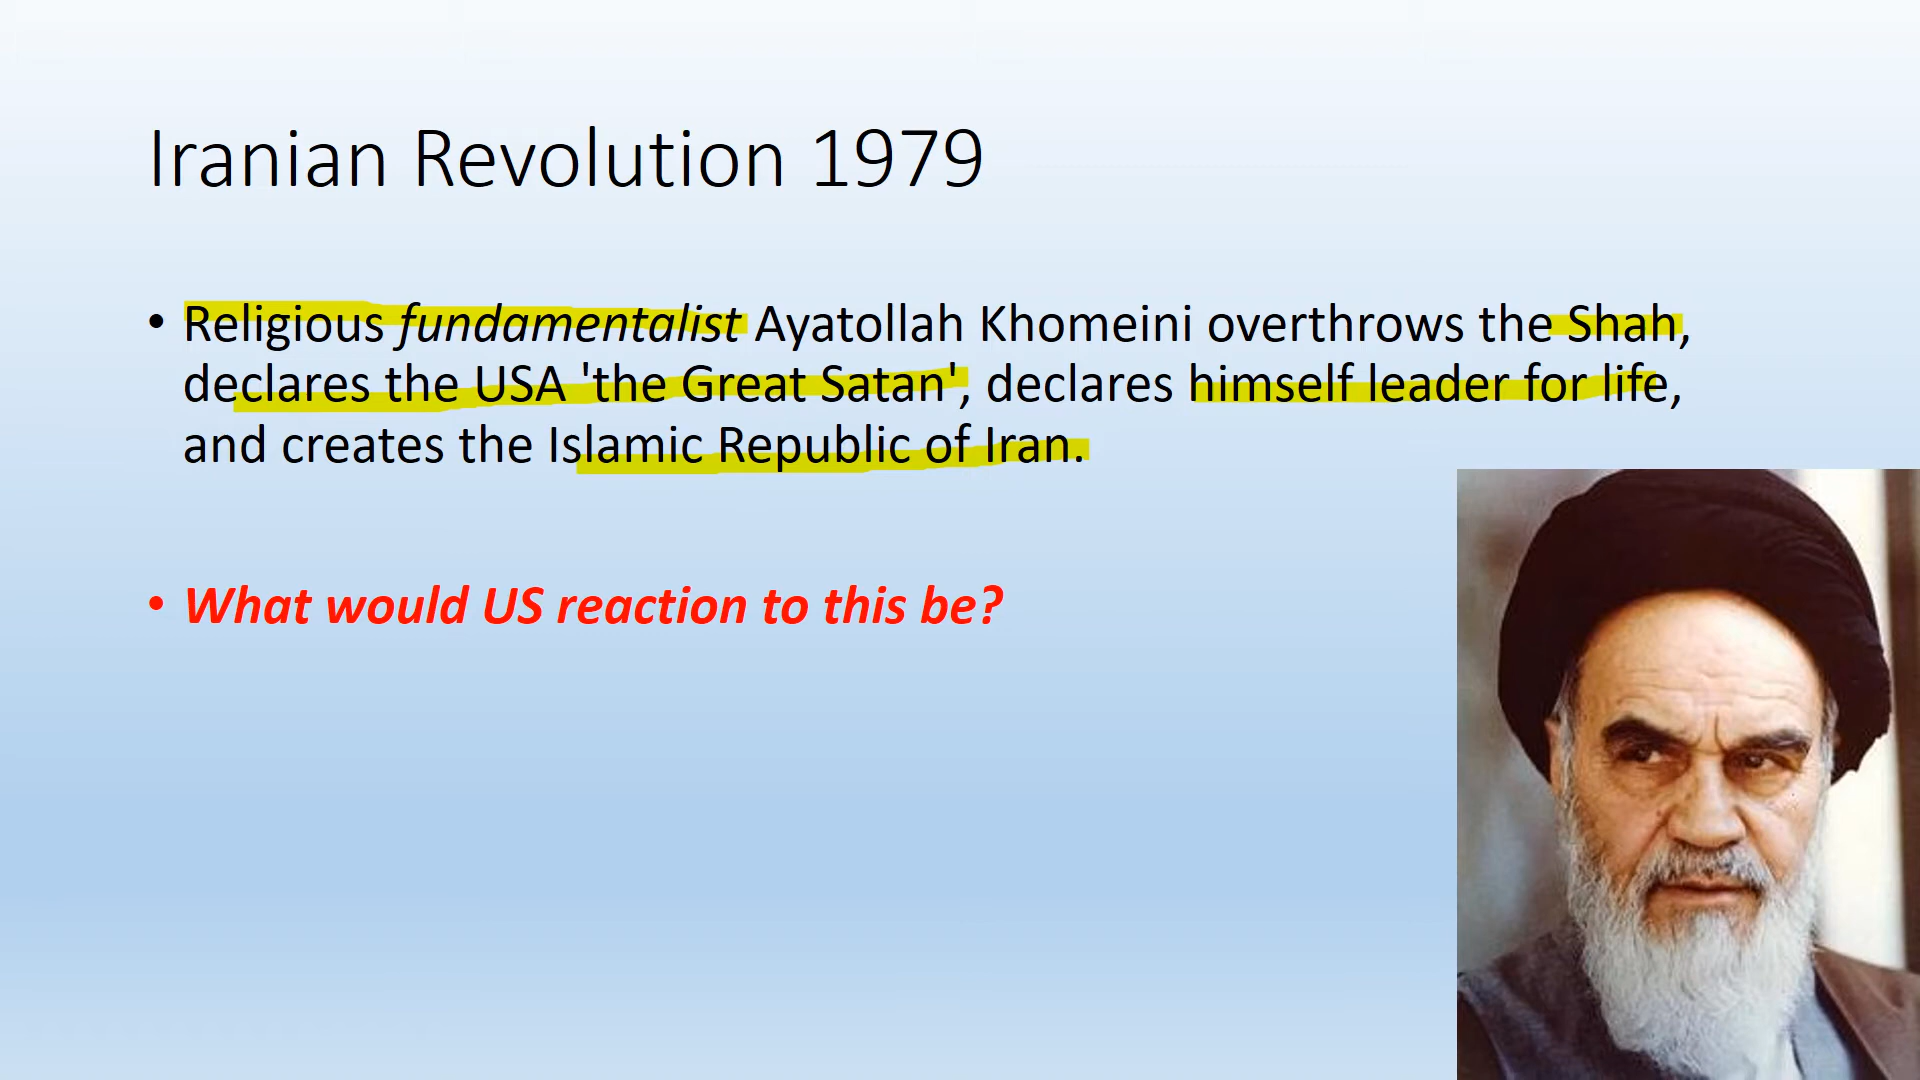 Iranian Revolution 1979
• Religious fundamentalist Ayatollah Khomeini overthrows the Shah,
declares the USA 'the Great Satan', declares himself leader for life,
and creates the Islamic Republic of Iran.
• What would US reaction to this be?